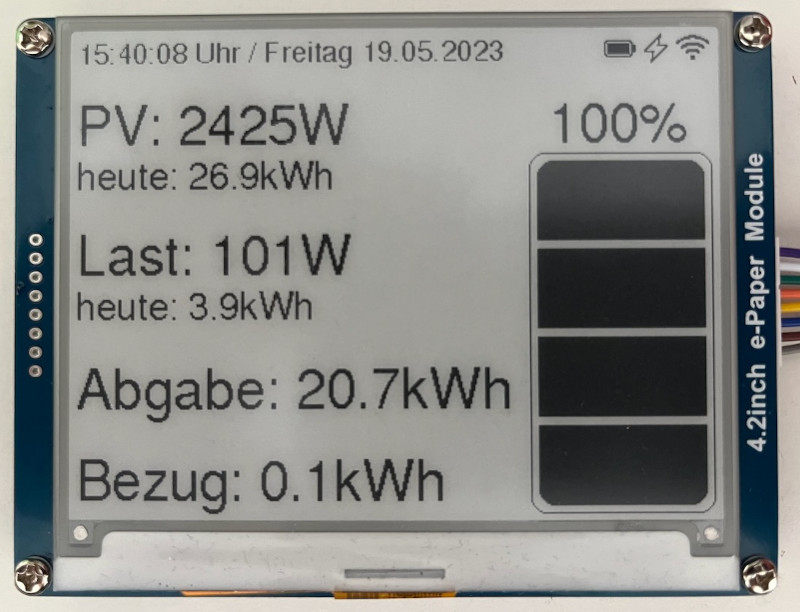 15:40:08 Uhr / Freitag 19.05.2023
PV: 2425W
heute: 26.9kWh
100%
Last: 101W
heute: 3.9kWh
Abgabe: 20.7kWh
Bezug: 0.1kWh
4.2inch e-Paper Module